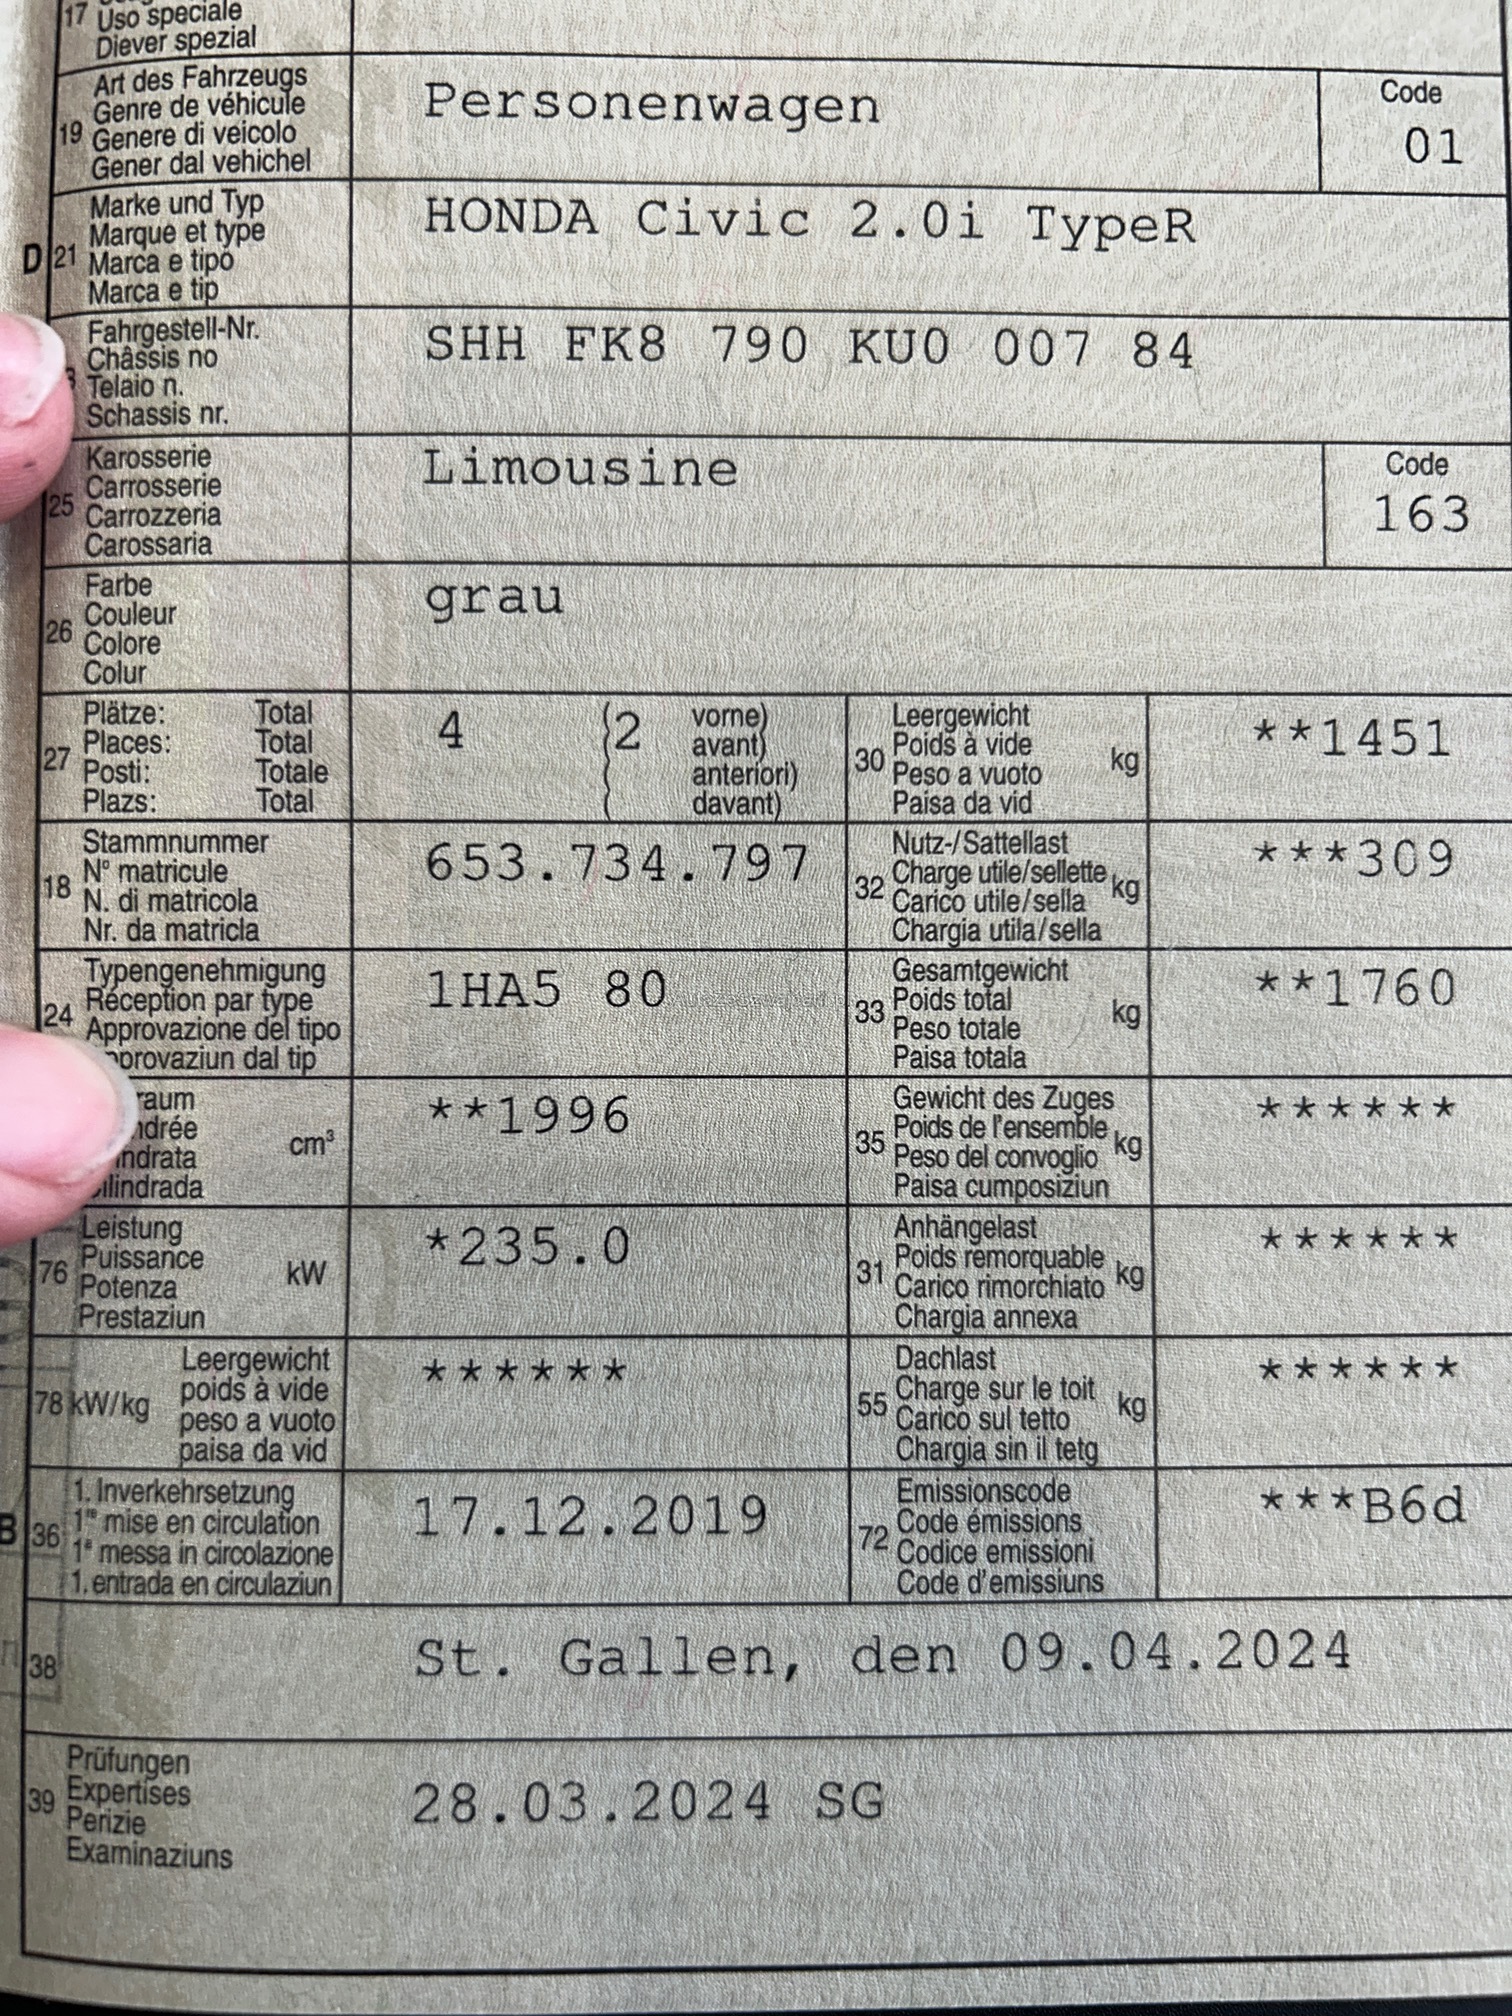 17 Uso speciale
Diever spezial
Art des Fahrzeugs
Genre de véhicule
19 Genere di veicolo
Gener dal vehichel
Personenwagen
Code
01
Marke und Typ
Marque et type
D 21 Marca e tipo
Marca e tip
HONDA Civic 2.0i TypeR
Fahrgestell-Nr.
Châssis no
Telaio n.
Schassis nr.
SHH FK8 790 KU0 007 84
Karosserie
Carrosserie
25 Carrozzeria
Carossaria
Limousine
Code
163
Farbe
Couleur
26 Colore
Colur
grau
Plätze: Total
27 Places: Total
Posti: Totale
Plazs: Total
4 (2 vorne)
avant)
( anteriori)
( davant)
Leergewicht
30 Poids à vide kg
Peso a vuoto
Paisa da vid
**1451
Stammnummer
18 N° matricule
N. di matricola
Nr. da matricla
653.734.797
Nutz-/Sattellast
32 Charge utile/sellette kg
Carico utile/sella
Chargia utila/sella
***309
Typengenehmigung
24 Réception par type
Approvazione del tipo
provaziun dal tip
1HA5 80
Gesamtgewicht
33 Poids total kg
Peso totale
Paisa totala
**1760
raum
ndrée cm³
indrata
ilindrada
**1996
Gewicht des Zuges
35 Poids de l'ensemble kg
Peso del convoglio
Paisa cumposiziun
******
Leistung
76 Puissance kW
Potenza
Prestaziun
*235.0
Anhängelast
31 Poids remorquable kg
Carico rimorchiato
Chargia annexa
******
Leergewicht
78 kW/kg poids à vide
peso a vuoto
paisa da vid
******
Dachlast
55 Charge sur le toit kg
Carico sul tetto
Chargia sin il tetg
******
1. Inverkehrsetzung
B 36 1re mise en circulation
1a messa in circolazione
1. entrada en circulaziun
17.12.2019
Emissionscode
72 Code émissions
Codice emissioni
Code d'emissiuns
***B6d
38 St. Gallen, den 09.04.2024
Prüfungen
39 Expertises
Perizie
Examinaziuns
28.03.2024 SG